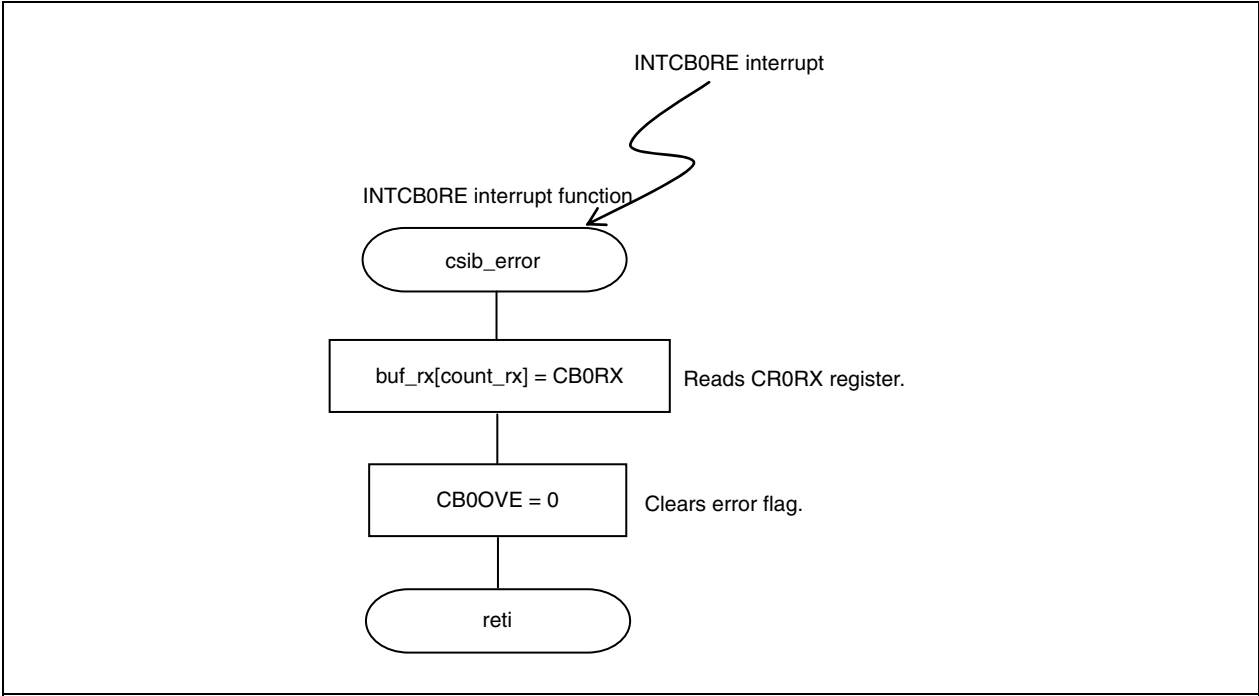 INTCB0RE interrupt
INTCB0RE interrupt function
csib_error
buf_rx[count_rx] = CB0RX
Reads CR0RX register.
CB0OVE = 0
Clears error flag.
reti